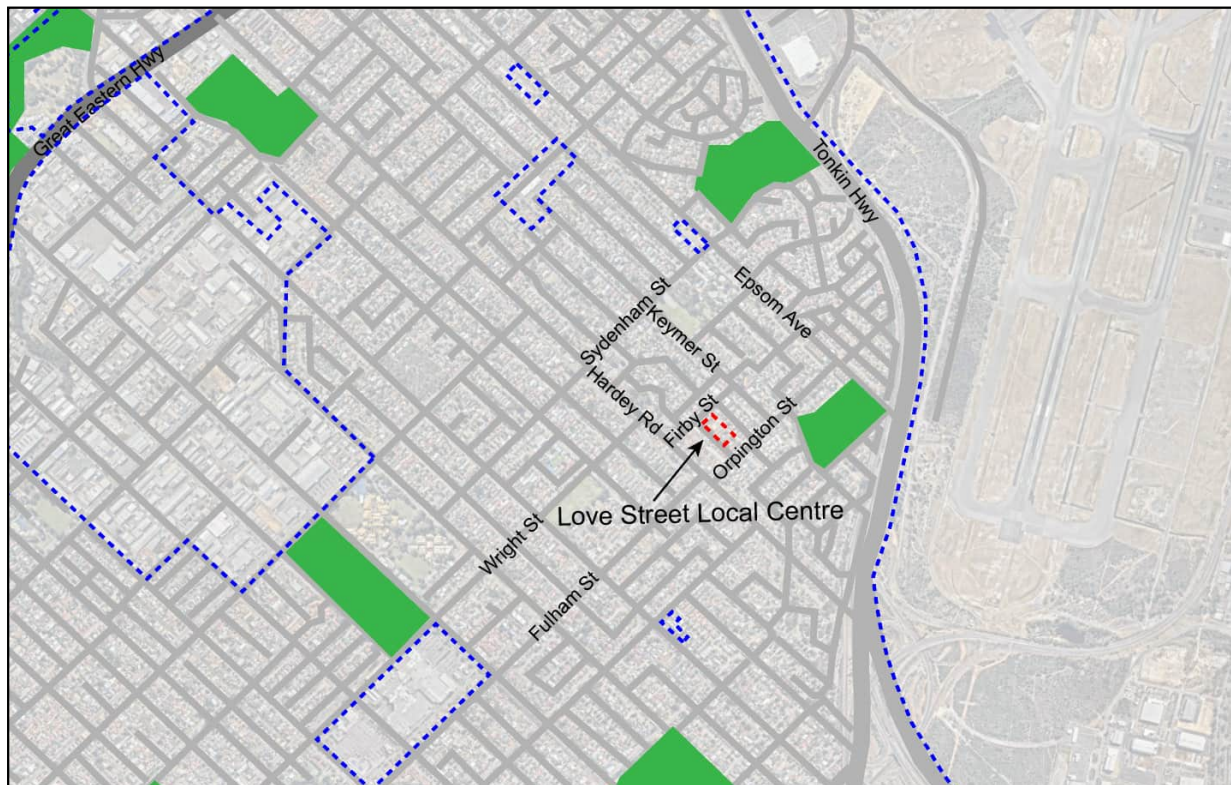 Great Eastern Hwy
Tonkin Hwy
Epsom Ave
Sydenham St
Keymer St
Hardey Rd
Firby St
Orpington St
Love Street Local Centre
Wright St
Fulham St